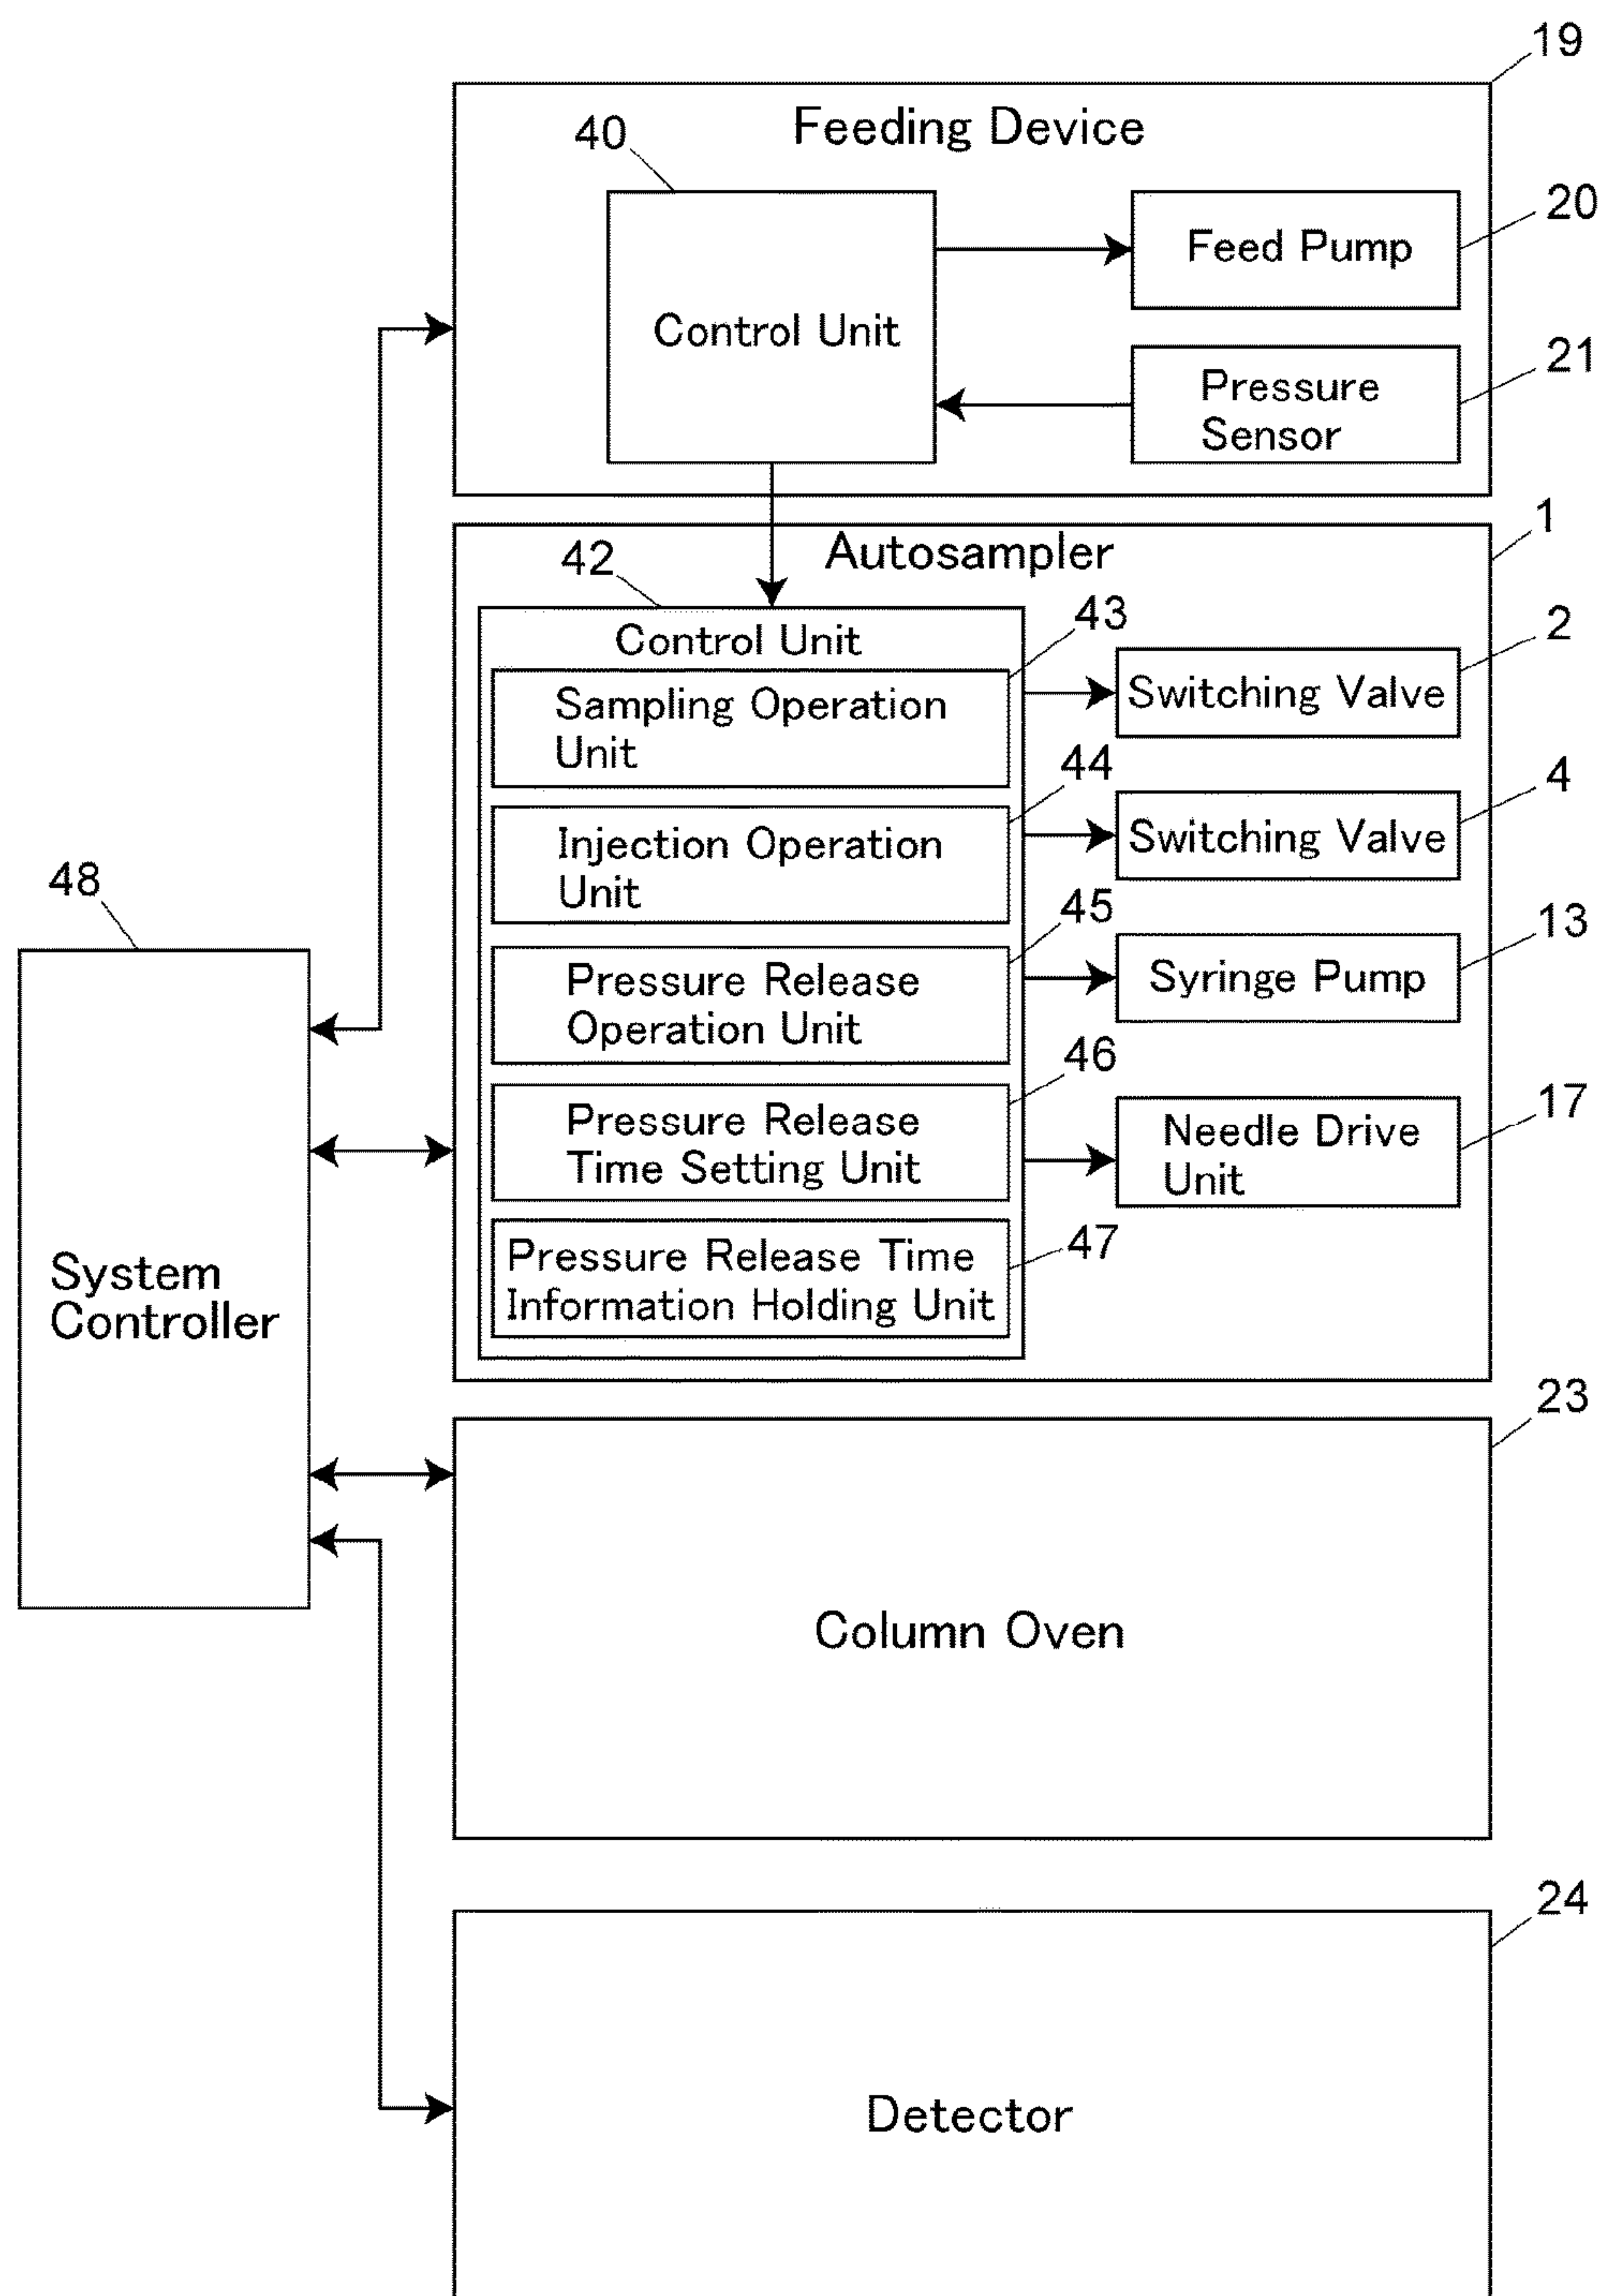 19
Feeding Device
40
20
Feed Pump
Control Unit
21
Pressure
Sensor
1
Autosampler
42
43
2
Control Unit
Switching Valve
Sampling Operation
Unit
44
4
Switching Valve
Injection Operation
Unit
48
45
13
Pressure Release
Operation Unit
Syringe Pump
46
17
Pressure Release
Time Setting Unit
Needle Drive
Unit
47
Pressure Release Time
Information Holding Unit
System
Controller
23
Column Oven
24
Detector